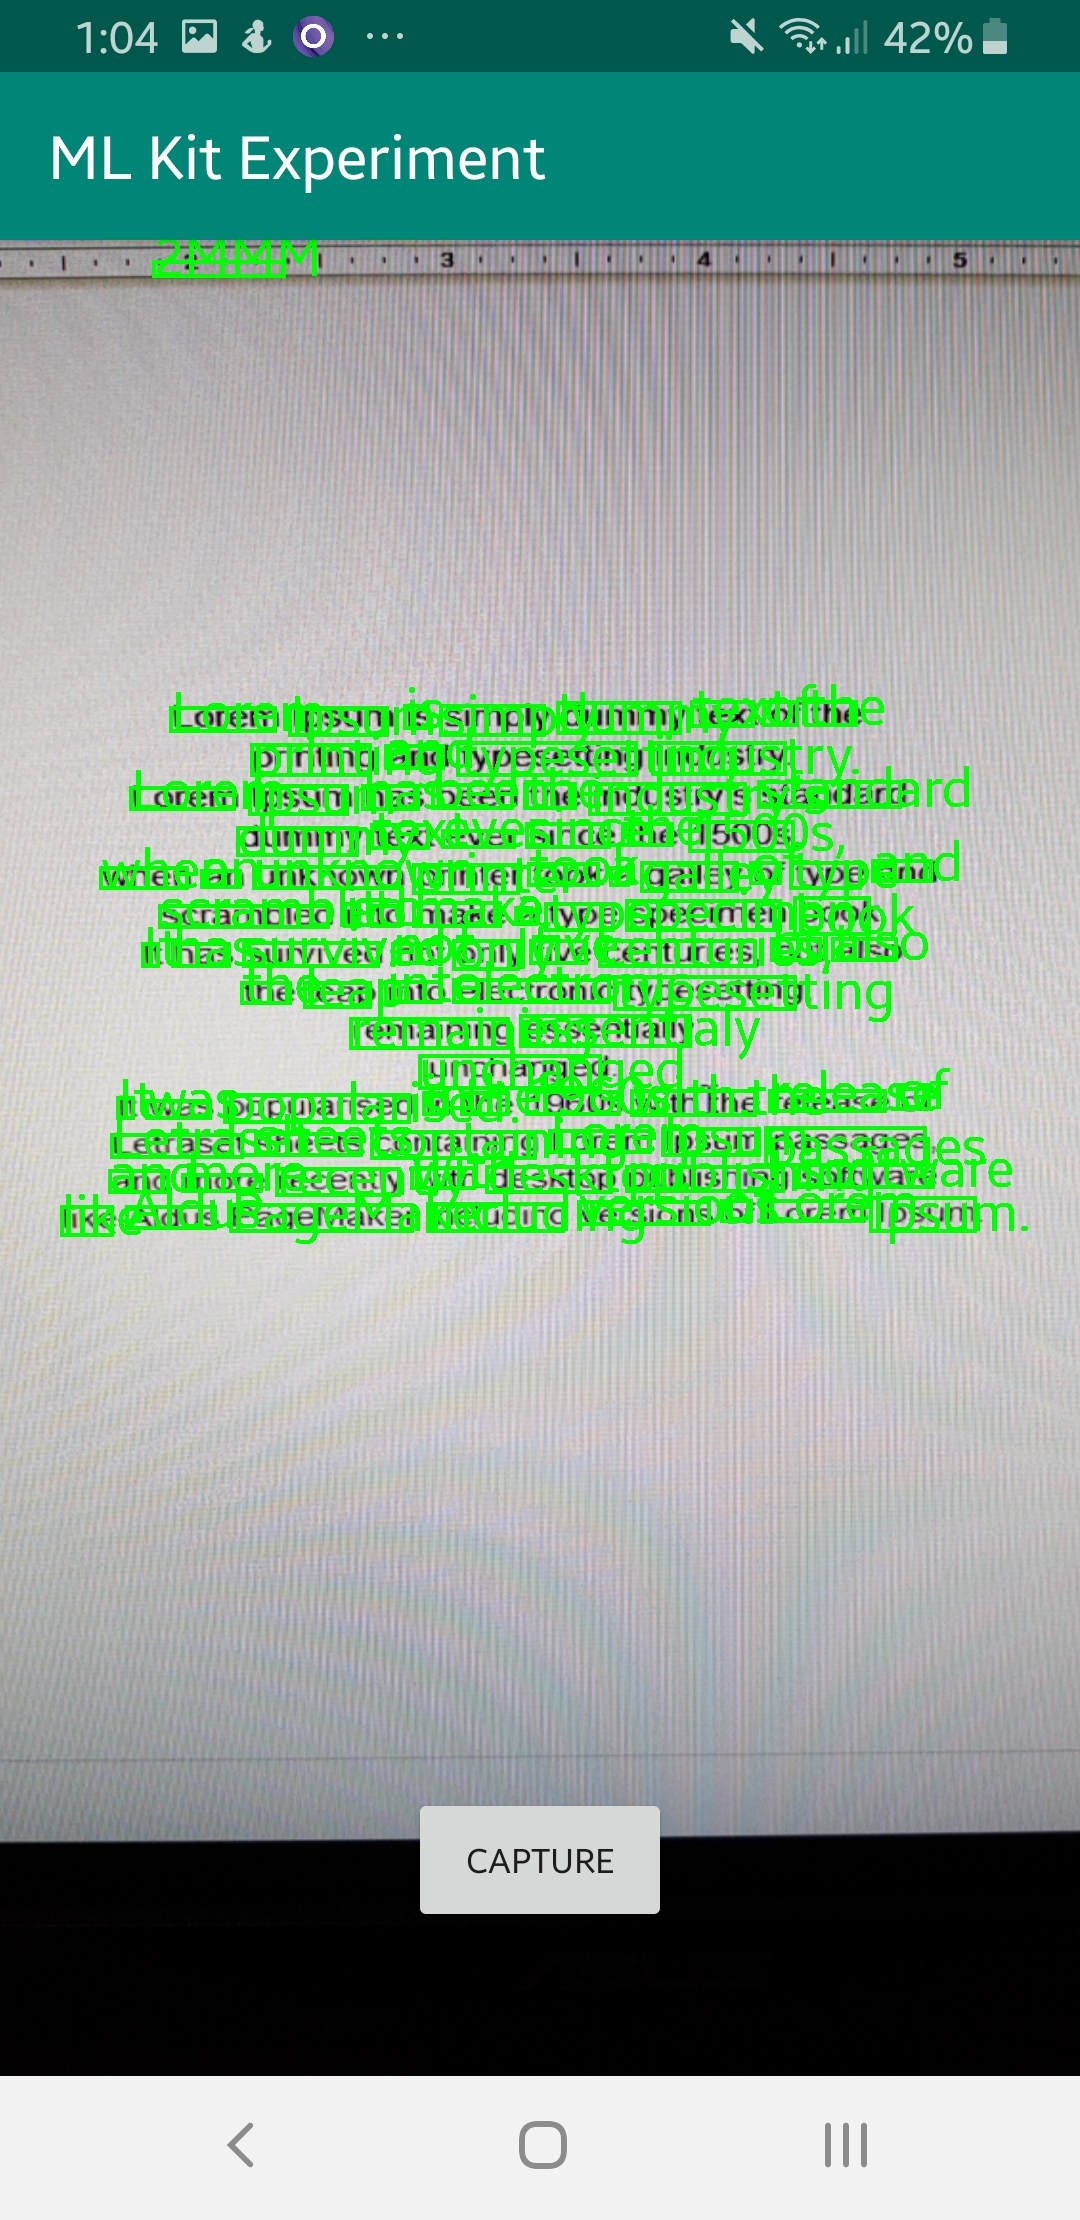 1:04 42%
ML Kit Experiment
2MMM 3 4 5
Lorem Ipsum is simply dummy text of the
printing and typesetting industry.
Lorem Ipsum has been the industry's standard
dummy text ever since the 1500s,
when an unknown printer took a galley of type and
scrambled it to make a type specimen book.
It has survived not only five centuries, but also
the leap into electronic typesetting
remaining essentially
unchanged.
It was popularised in the 1960s with the release of
Letraset sheets containing Lorem Ipsum passages
and more recently with desktop publishing software
like Aldus PageMaker including versions of Lorem Ipsum.
CAPTURE